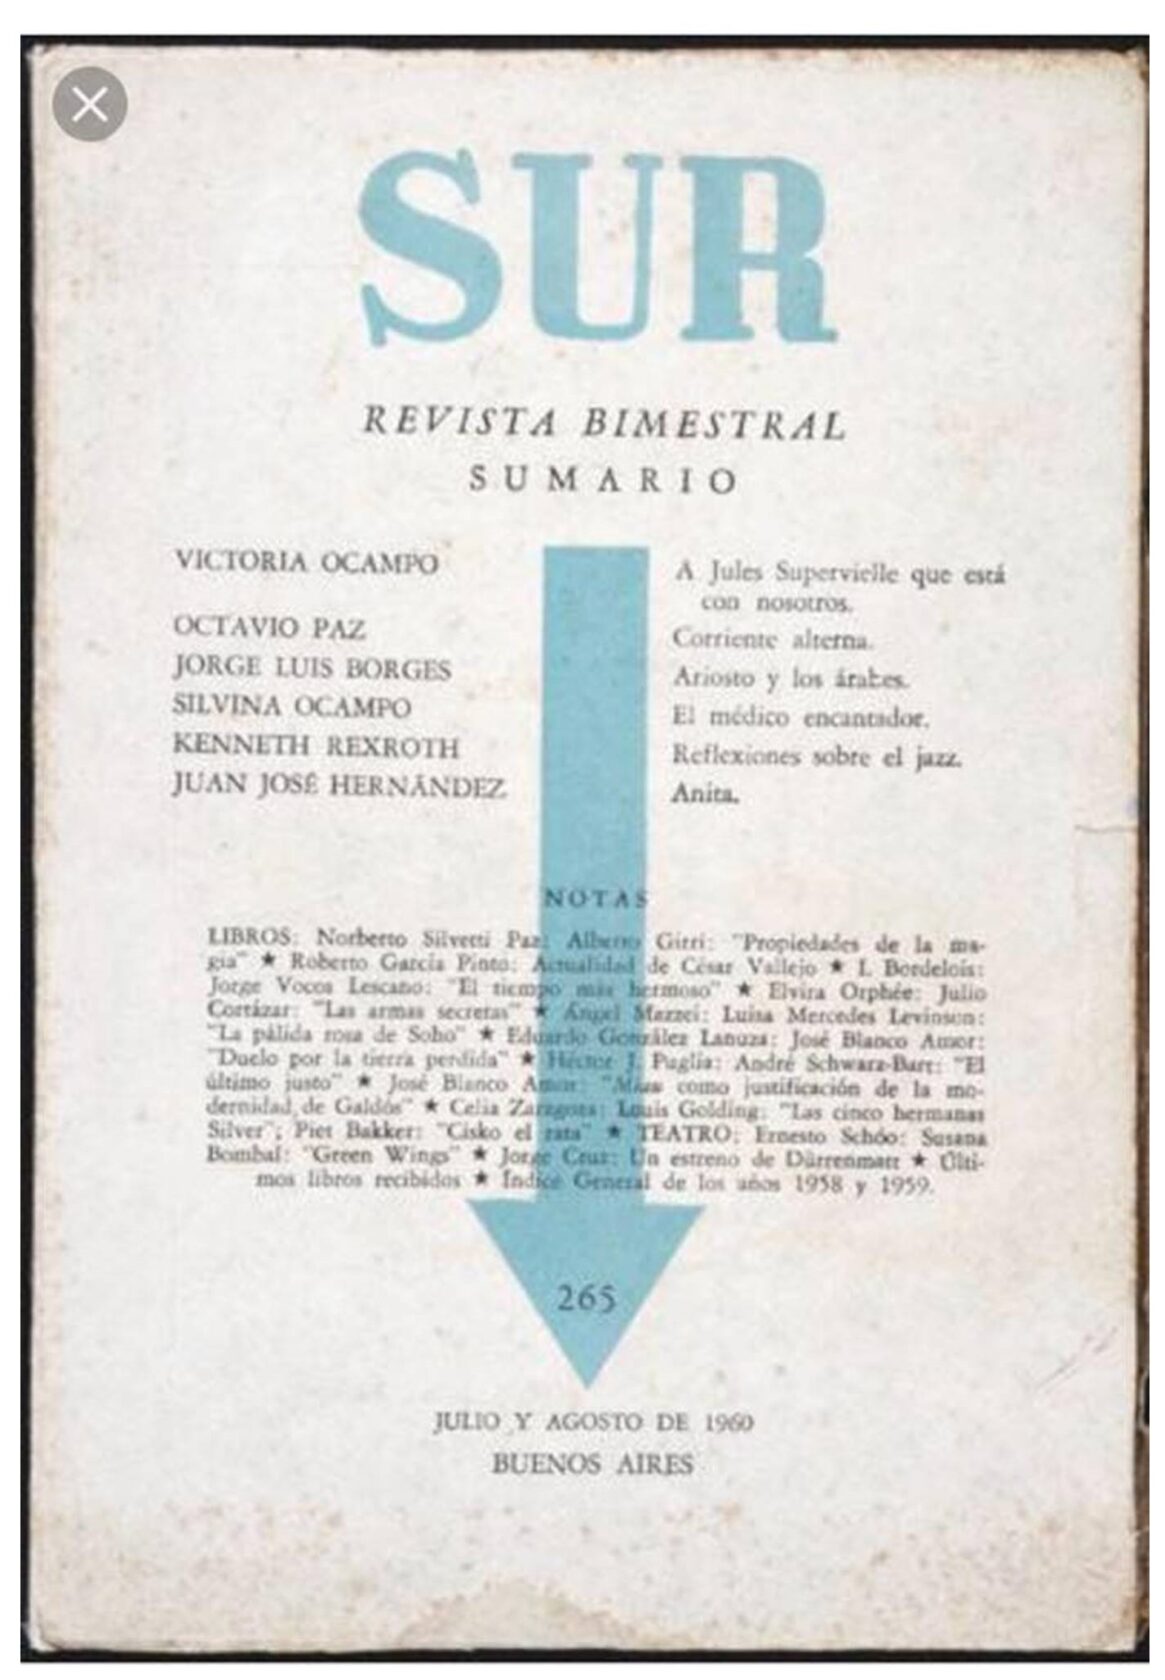 SUR
REVISTA BIMESTRAL
SUMARIO
VICTORIA OCAMPO
A Jules Supervielle que está
con nosotros.
OCTAVIO PAZ
Corriente alterna.
JORGE LUIS BORGES
Ariosto y los árabes.
SILVINA OCAMPO
El médico encantador.
KENNETH REXROTH
Reflexiones sobre el jazz.
JUAN JOSÉ HERNÁNDEZ
Anita.
NOTAS
LIBROS: Norberto Silvetti Paz: Alberto Girri: "Propiedades de la ma-
gia" ★ Roberto García Pinto: Actualidad de César Vallejo ★ I. Bordelois:
Jorge Vocos Lescano: "El tiempo más hermoso" ★ Elvira Orphée: Julio
Cortázar: "Las armas secretas" ★ Ángel Mazzei: Luisa Mercedes Levinson:
"La pálida rosa de Soho" ★ Eduardo González Lanuza: José Blanco Amor:
"Duelo por la tierra perdida" ★ Héctor J. Puglia: André Schwarz-Bart: "El
último justo" ★ José Blanco Amor: "Miau como justificación de la mo-
dernidad de Galdós" ★ Celia Zaragoza: Louis Golding: "Las cinco hermanas
Silver"; Piet Bakker: "Cisko el rata" ★ TEATRO: Ernesto Schóo: Susana
Bombal: "Green Wings" ★ Jorge Cruz: Un estreno de Dürrenmatt ★ Últi-
mos libros recibidos ★ Índice General de los años 1958 y 1959.
265
JULIO Y AGOSTO DE 1960
BUENOS AIRES